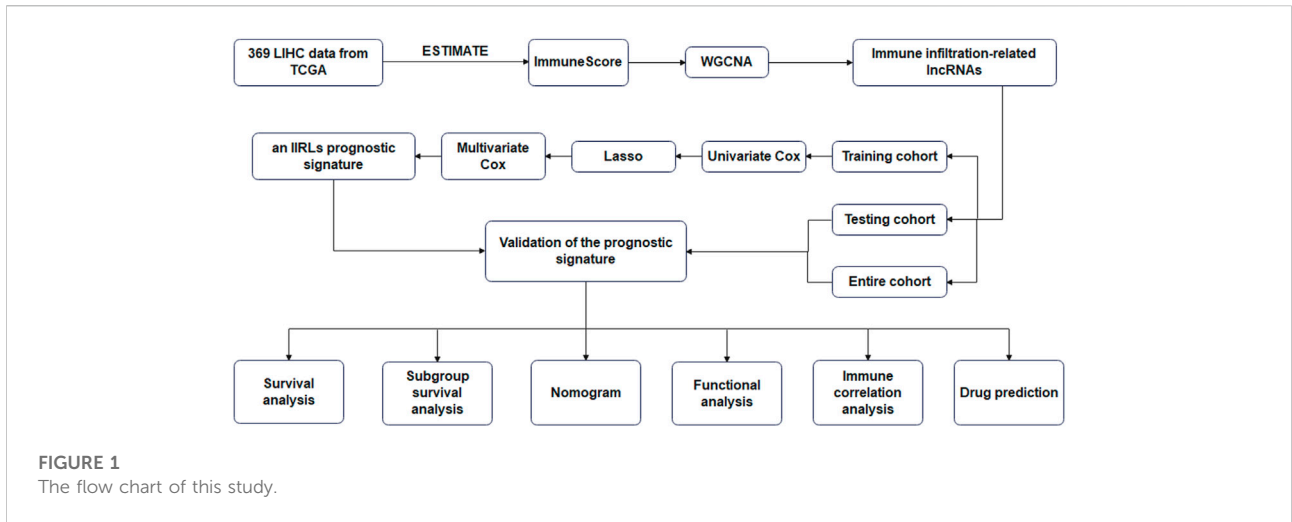 369 LIHC data from
TCGA
ESTIMATE
ImmuneScore
WGCNA
Immune infiltration-related
lncRNAs
an IIRLs prognostic
signature
Multivariate
Cox
Lasso
Univariate Cox
Training cohort
Testing cohort
Validation of the prognostic
signature
Entire cohort
Survival
analysis
Subgroup
survival
analysis
Nomogram
Functional
analysis
Immune
correlation
analysis
Drug prediction
FIGURE 1
The flow chart of this study.